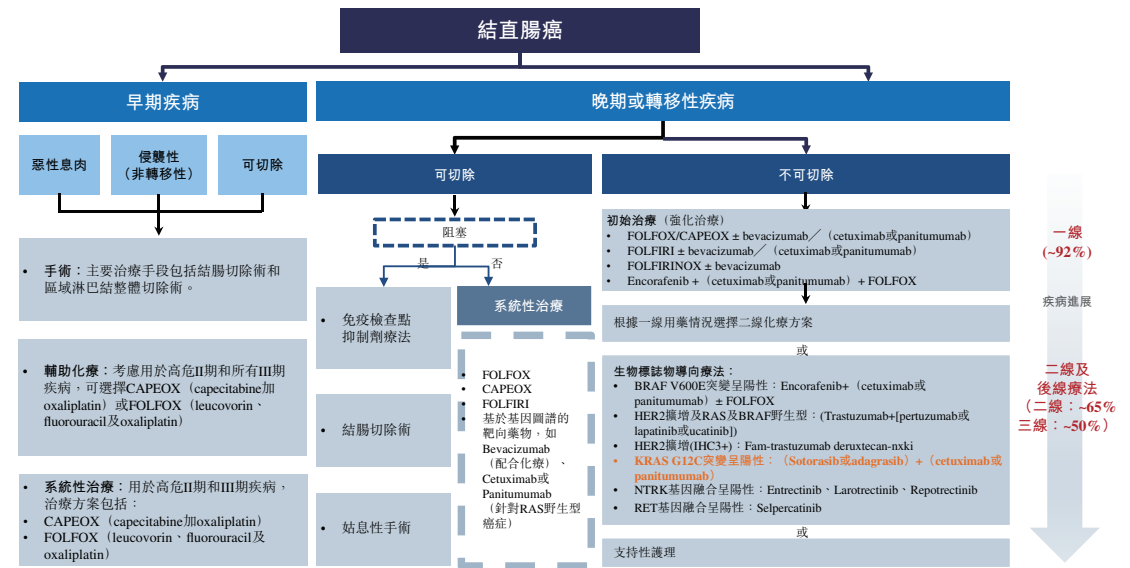 結直腸癌
早期疾病
惡性息肉
侵襲性
（非轉移性）
可切除
• 手術：主要治療手段包括結腸切除術和
區域淋巴結整體切除術。
• 輔助化療：考慮用於高危II期和所有III期
疾病，可選擇CAPEOX（capecitabine加
oxaliplatin）或FOLFOX（leucovorin、
fluorouracil及oxaliplatin）
• 系統性治療：用於高危II期和III期疾病，
治療方案包括：
• CAPEOX（capecitabine加oxaliplatin）
• FOLFOX（leucovorin、fluorouracil及
oxaliplatin）
晚期或轉移性疾病
可切除
阻塞
是
否
• 免疫檢查點
抑制劑療法
• 結腸切除術
• 姑息性手術
系統性治療
• FOLFOX
• CAPEOX
• FOLFIRI
• 基於基因圖譜的
靶向藥物，如
Bevacizumab
（配合化療）、
Cetuximab或
Panitumumab
（針對RAS野生型
癌症）
不可切除
初始治療（強化治療）
• FOLFOX/CAPEOX ± bevacizumab／（cetuximab或panitumumab）
• FOLFIRI ± bevacizumab／（cetuximab或panitumumab）
• FOLFIRINOX ± bevacizumab
• Encorafenib +（cetuximab或panitumumab）+ FOLFOX
根據一線用藥情況選擇二線化療方案
或
生物標誌物導向療法：
• BRAF V600E突變呈陽性：Encorafenib+（cetuximab或
panitumumab）± FOLFOX
• HER2擴增及RAS及BRAF野生型：(Trastuzumab+[pertuzumab或
lapatinib或ucatinib])
• HER2擴增(IHC3+)：Fam-trastuzumab deruxtecan-nxki
• KRAS G12C突變呈陽性：（Sotorasib或adagrasib）+（cetuximab或
panitumumab）
• NTRK基因融合呈陽性：Entrectinib、Larotrectinib、Repotrectinib
• RET基因融合呈陽性：Selpercatinib
或
支持性護理
一線
(~92%)
疾病進展
二線及
後線療法
（二線：~65%
三線：~50%）